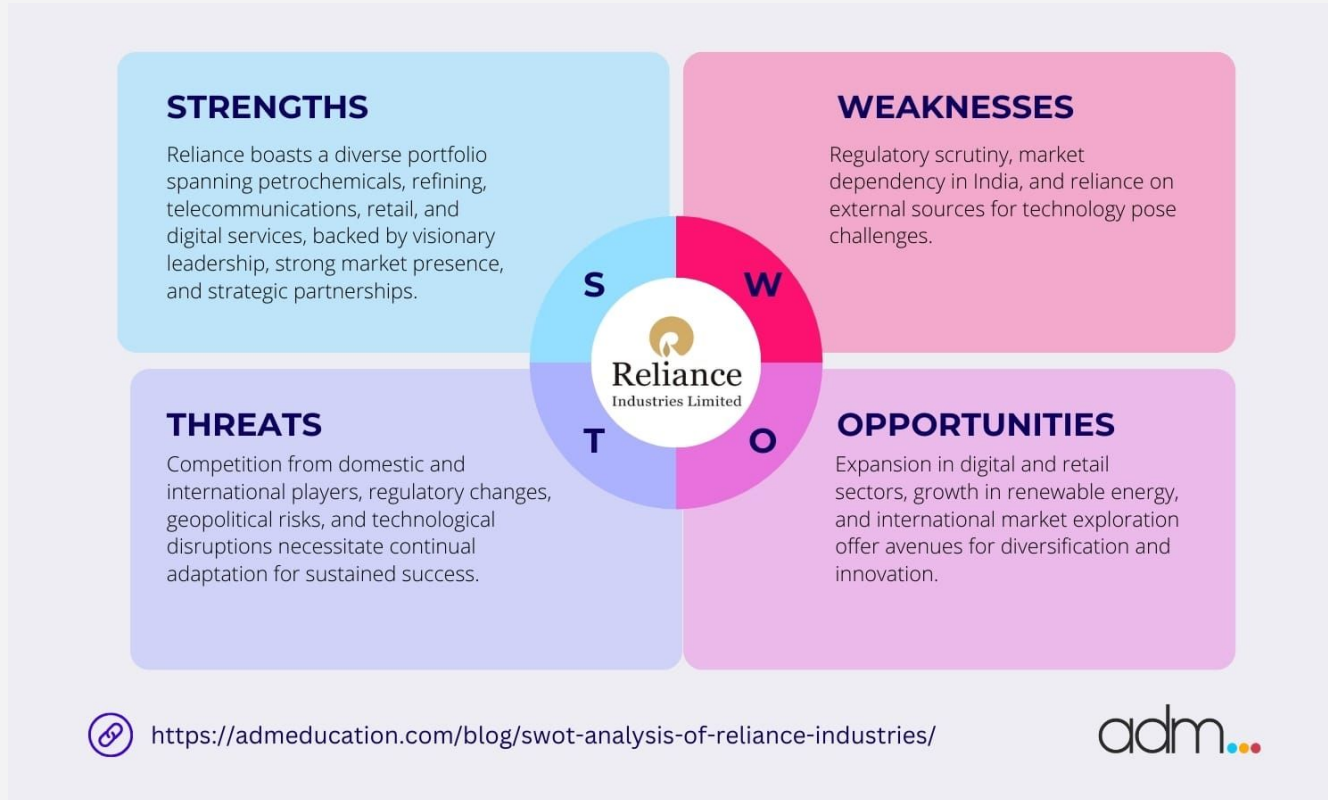 STRENGTHS
Reliance boasts a diverse portfolio
spanning petrochemicals, refining,
telecommunications, retail, and
digital services, backed by visionary
leadership, strong market presence,
and strategic partnerships.
WEAKNESSES
Regulatory scrutiny, market
dependency in India, and reliance on
external sources for technology pose
challenges.
S
W
Reliance
Industries Limited
T
O
THREATS
Competition from domestic and
international players, regulatory changes,
geopolitical risks, and technological
disruptions necessitate continual
adaptation for sustained success.
OPPORTUNITIES
Expansion in digital and retail
sectors, growth in renewable energy,
and international market exploration
offer avenues for diversification and
innovation.
https://admeducation.com/blog/swot-analysis-of-reliance-industries/
adm...